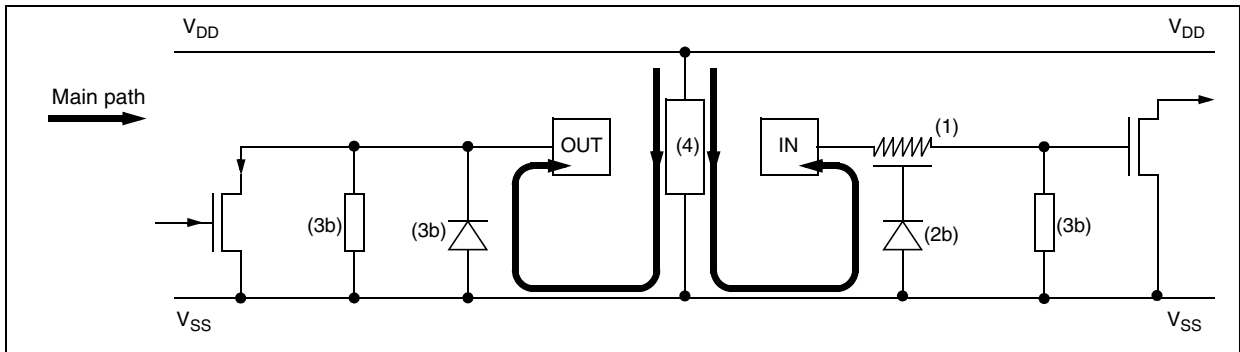 V_DD V_DD
Main path
OUT (4) IN (1)
(3b) (3b) (2b) (3b)
V_SS V_SS